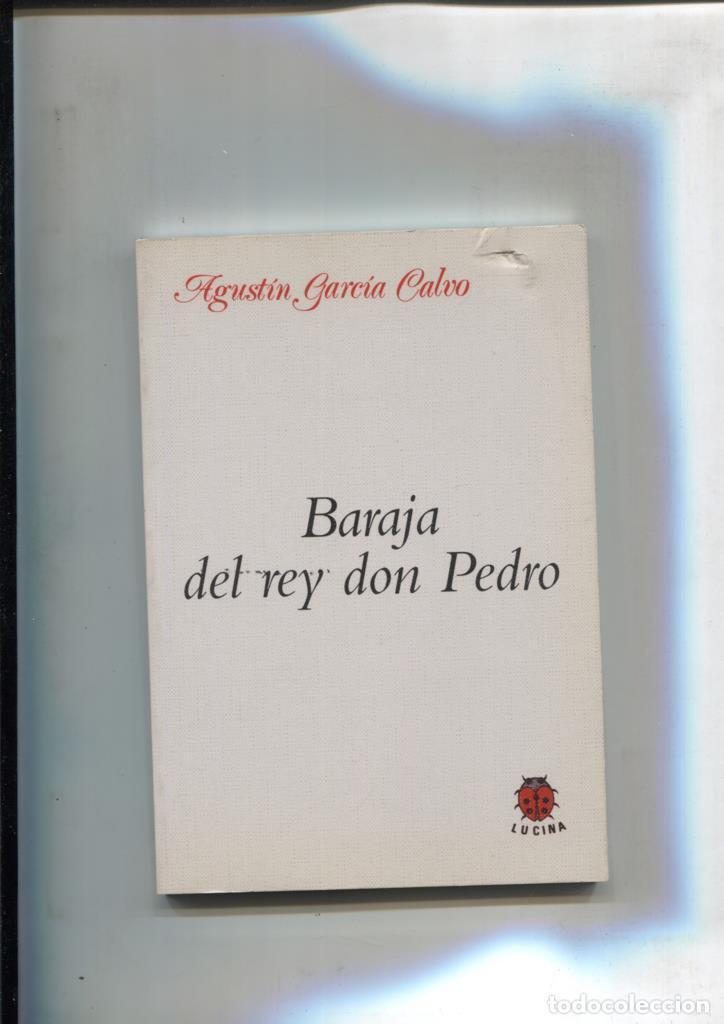 Agustín García Calvo
Baraja
del rey don Pedro
LUCINA
todocoleccion